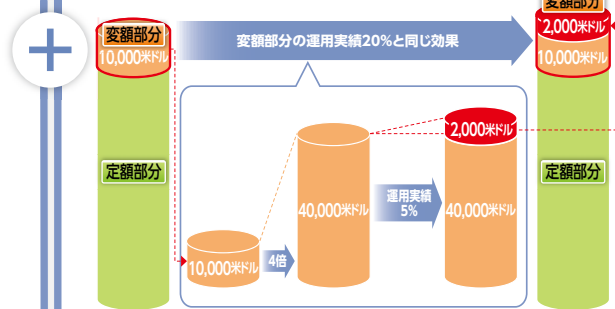 変額部分
10,000米ドル
定額部分
変額部分の運用実績20%と同じ効果
変額部分
2,000米ドル
10,000米ドル
定額部分
10,000米ドル
4倍
40,000米ドル
運用実績
5%
2,000米ドル
40,000米ドル